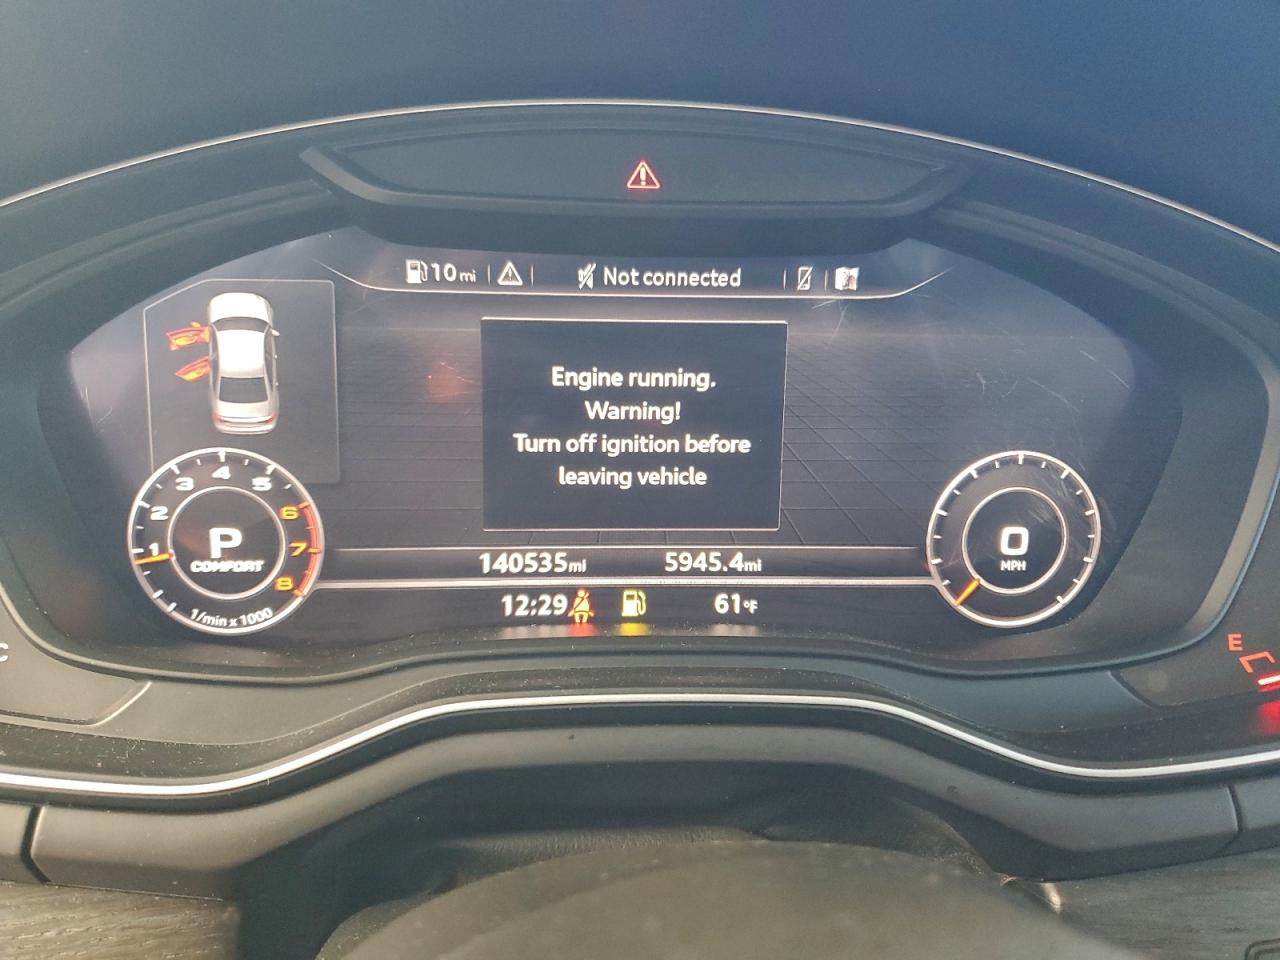 10 mi
Not connected
Engine running.
Warning!
Turn off ignition before
leaving vehicle
1 2 3 4 5 6 7 8
P
COMFORT
1/min x 1000
0
MPH
140535 mi 5945.4 mi
12:29 61°F
C
E